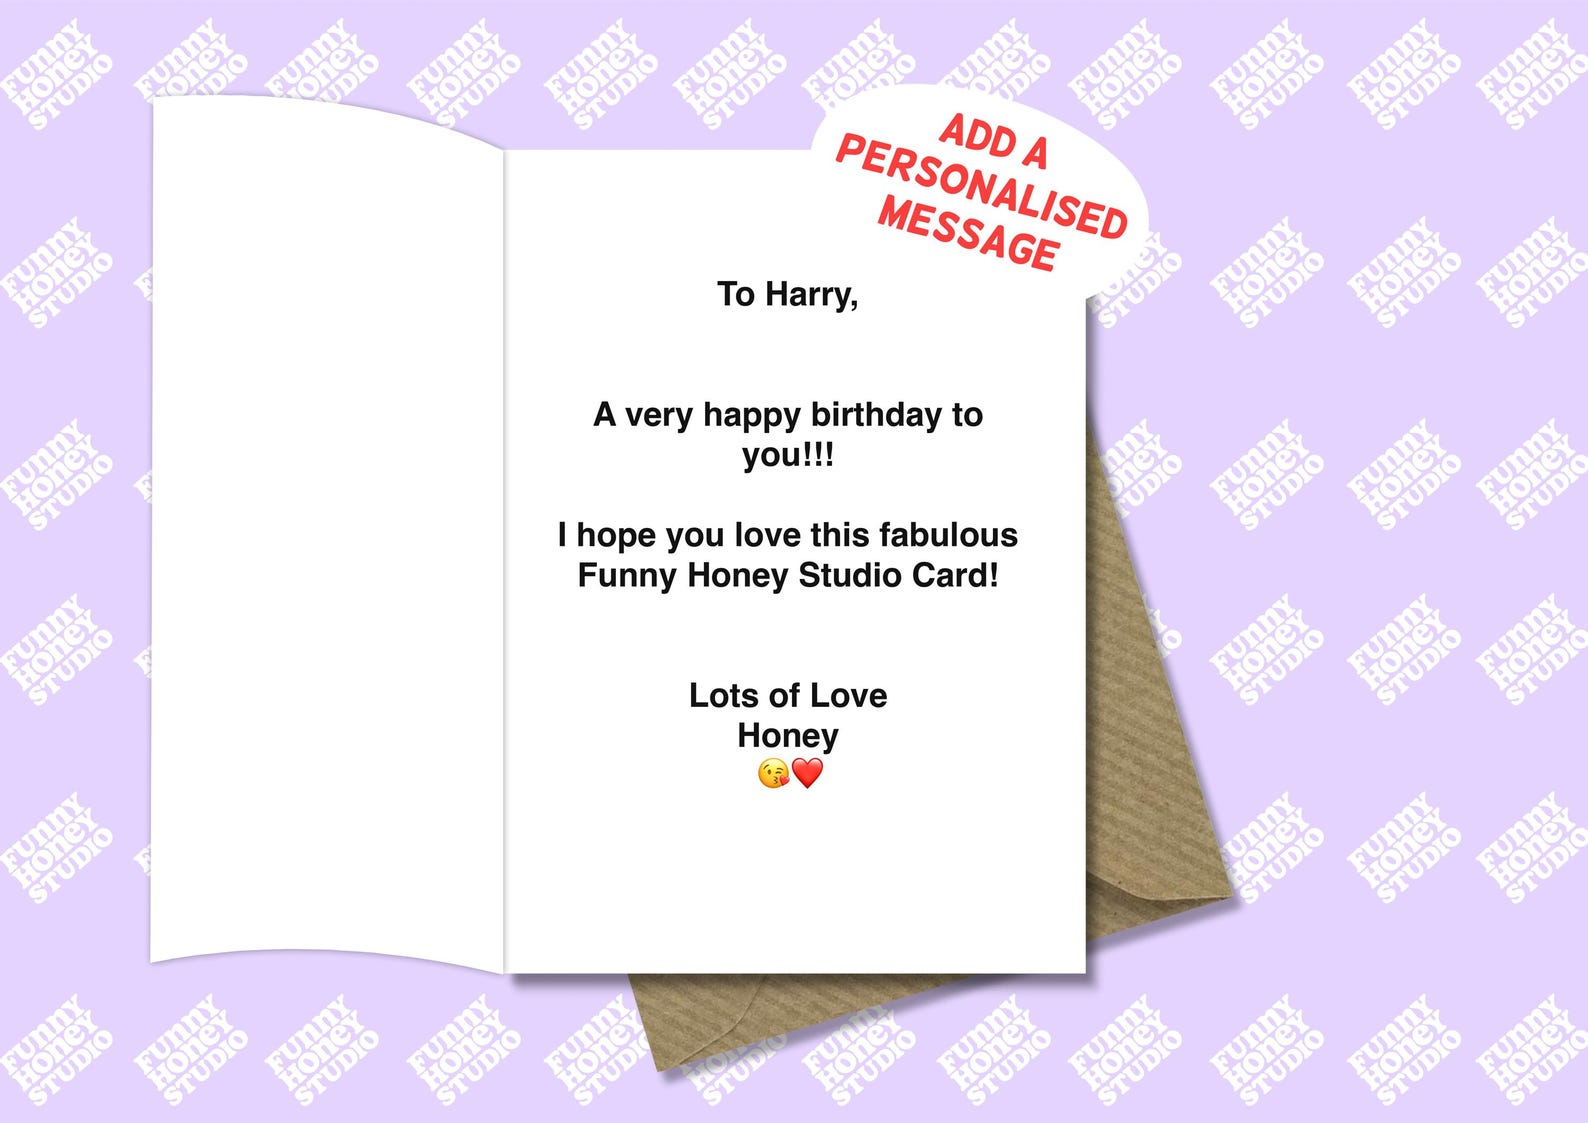 ADD A
PERSONALISED
MESSAGE
To Harry,
A very happy birthday to
you!!!
I hope you love this fabulous
Funny Honey Studio Card!
Lots of Love
Honey
😘❤️
FUNNY
HONEY
STUDIO